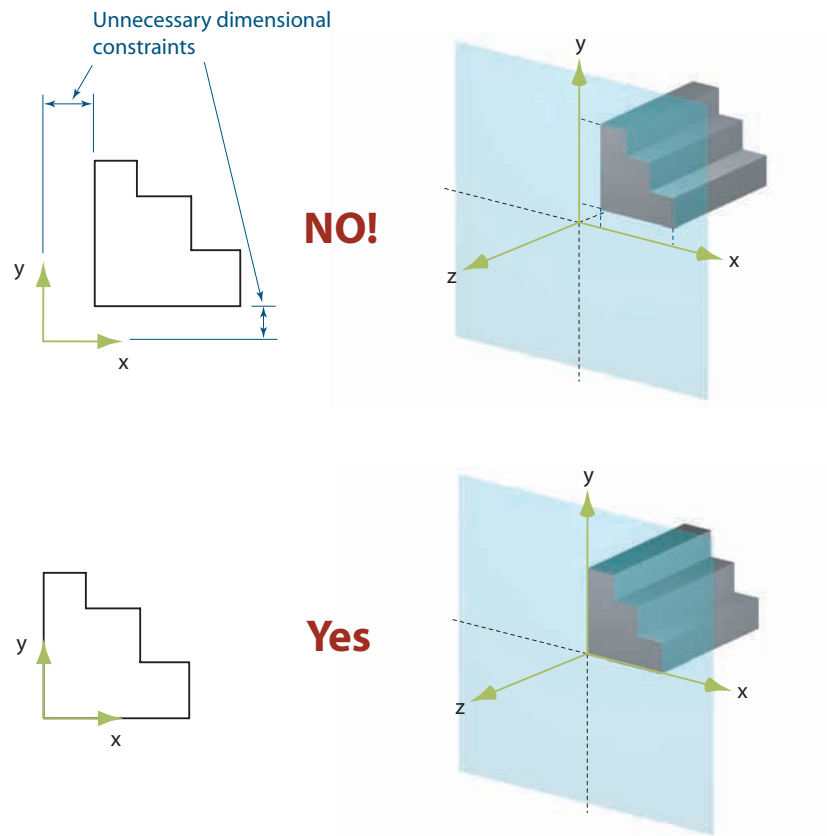 Unnecessary dimensional
constraints
y
x
NO!
y
x
z
y
x
Yes
y
x
z